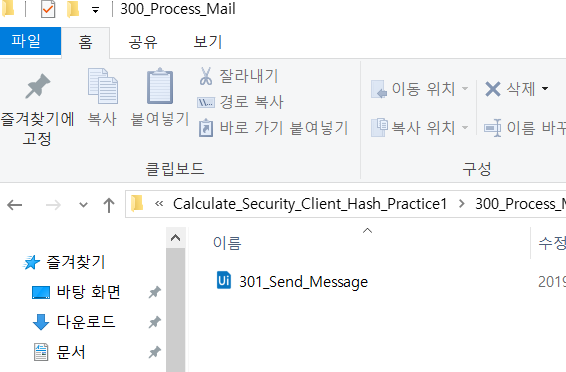 300_Process_Mail
파일 홈 공유 보기
즐겨찾기에
고정
복사
붙여넣기
잘라내기
경로 복사
바로 가기 붙여넣기
클립보드
이동 위치
복사 위치
삭제
이름 바꾸
구성
« Calculate_Security_Client_Hash_Practice1 > 300_Process_M
이름 수정
Ui 301_Send_Message 2019
즐겨찾기
바탕 화면
다운로드
문서